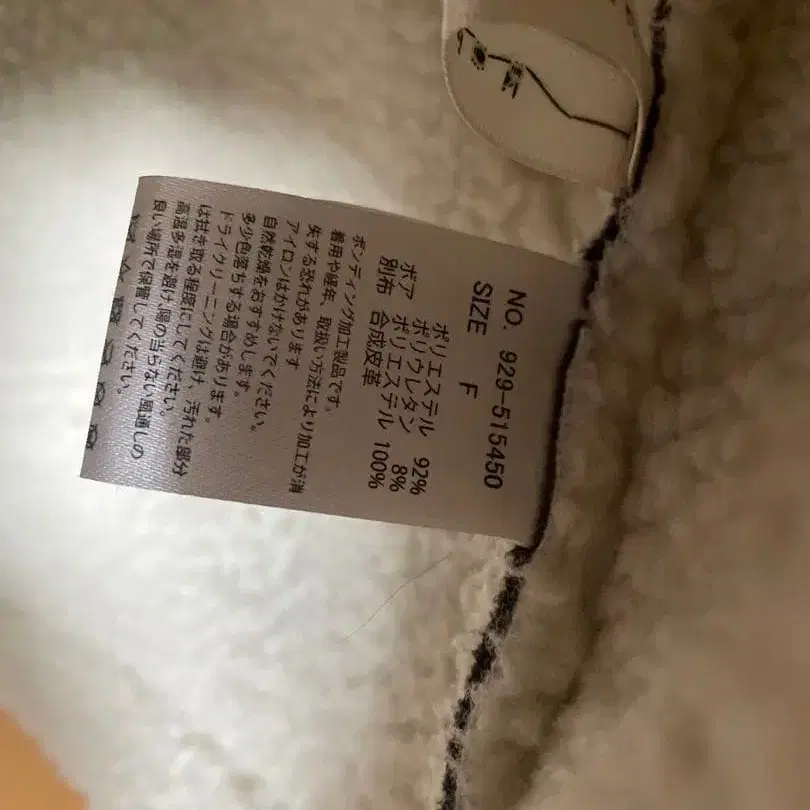 NO. 929-515450
SIZE F
ポリエステル 92%
ボア ポリウレタン 8%
別布 ポリエステル 100%
合成皮革
ボンディング加工製品です。
着用や経年、取扱い方法により加工が消
失する恐れがあります
アイロンはかけないでください。
自然乾燥をおすすめします。
多少色落ちする場合があります。
ドライクリーニングは避け、汚れた部分
は拭き取る程度にしてください。
高温多湿を避け、陽の当らない風通しの
良い場所で保管してください。